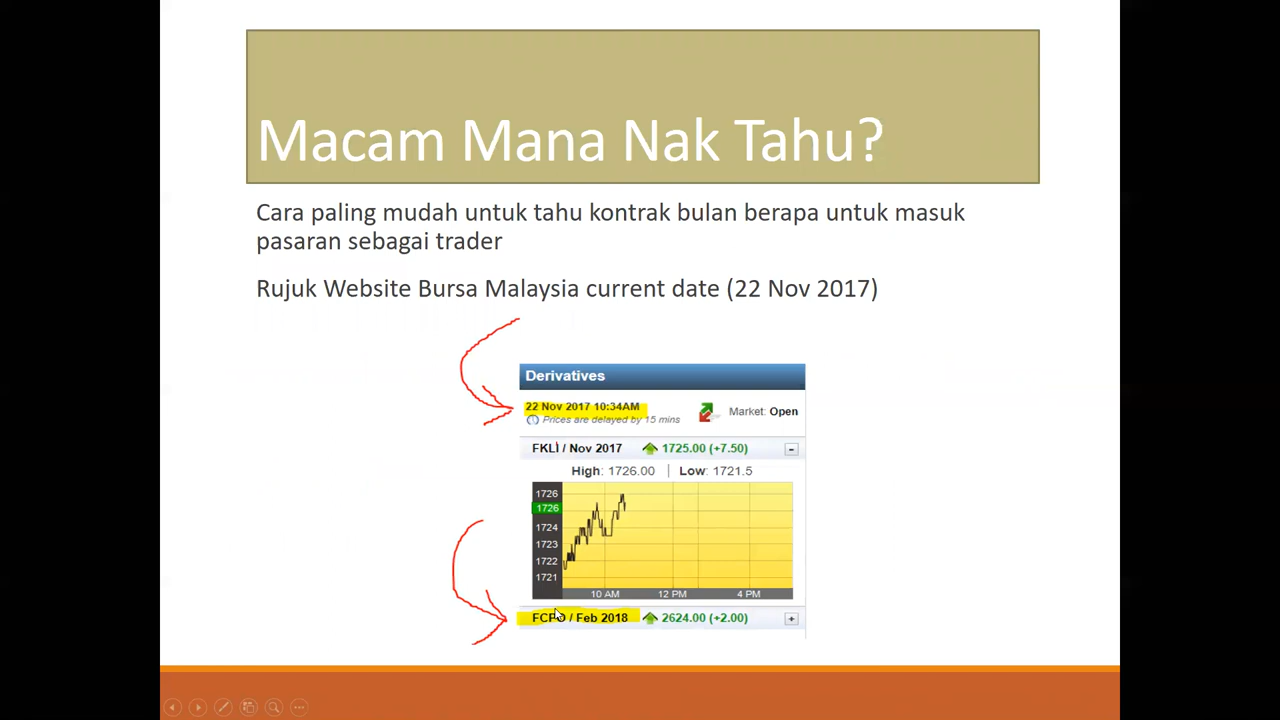 Macam Mana Nak Tahu?
Cara paling mudah untuk tahu kontrak bulan berapa untuk masuk
pasaran sebagai trader
Rujuk Website Bursa Malaysia current date (22 Nov 2017)
Derivatives
22 Nov 2017 10:34AM
Prices are delayed by 15 mins
Market: Open
FKLI / Nov 2017 1725.00 (+7.50)
High: 1726.00 | Low: 1721.5
1726
1726
1724
1723
1722
1721
10 AM 12 PM 4 PM
FCPO / Feb 2018 2624.00 (+2.00)